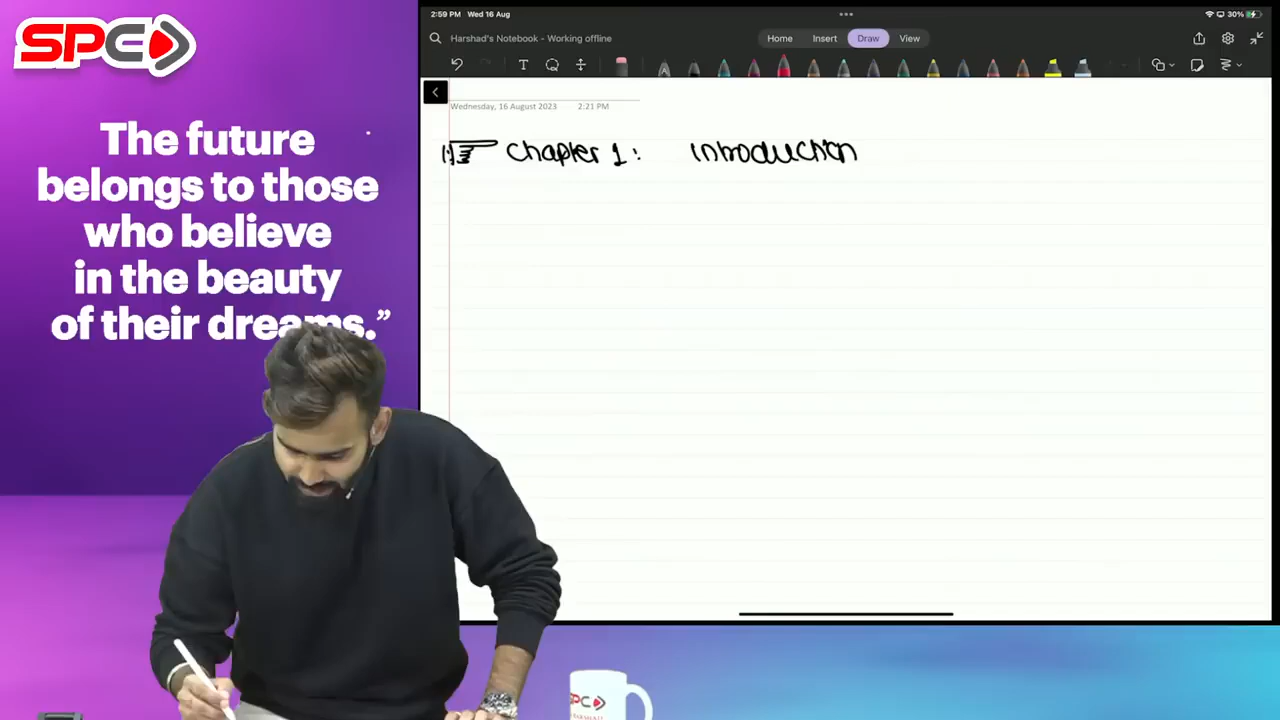 SPC
The future
belongs to those
who believe
in the beauty
of their dreams.”
2:59 PM Wed 16 Aug
30%
Harshad's Notebook - Working offline
Home Insert Draw View
Wednesday, 16 August 2023 2:21 PM
Chapter 1: Introduction
SPC